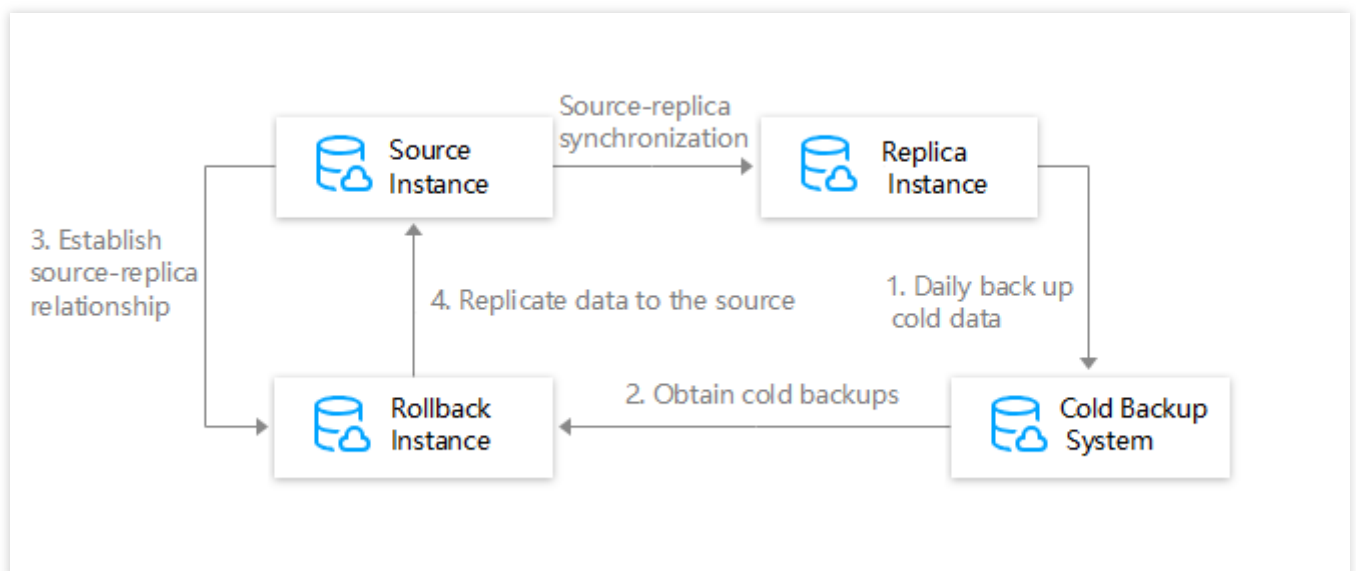 Source-replica
synchronization
Source
Instance
Replica
Instance
3. Establish
source-replica
relationship
4. Replicate data to the source
1. Daily back up
cold data
2. Obtain cold backups
Rollback
Instance
Cold Backup
System